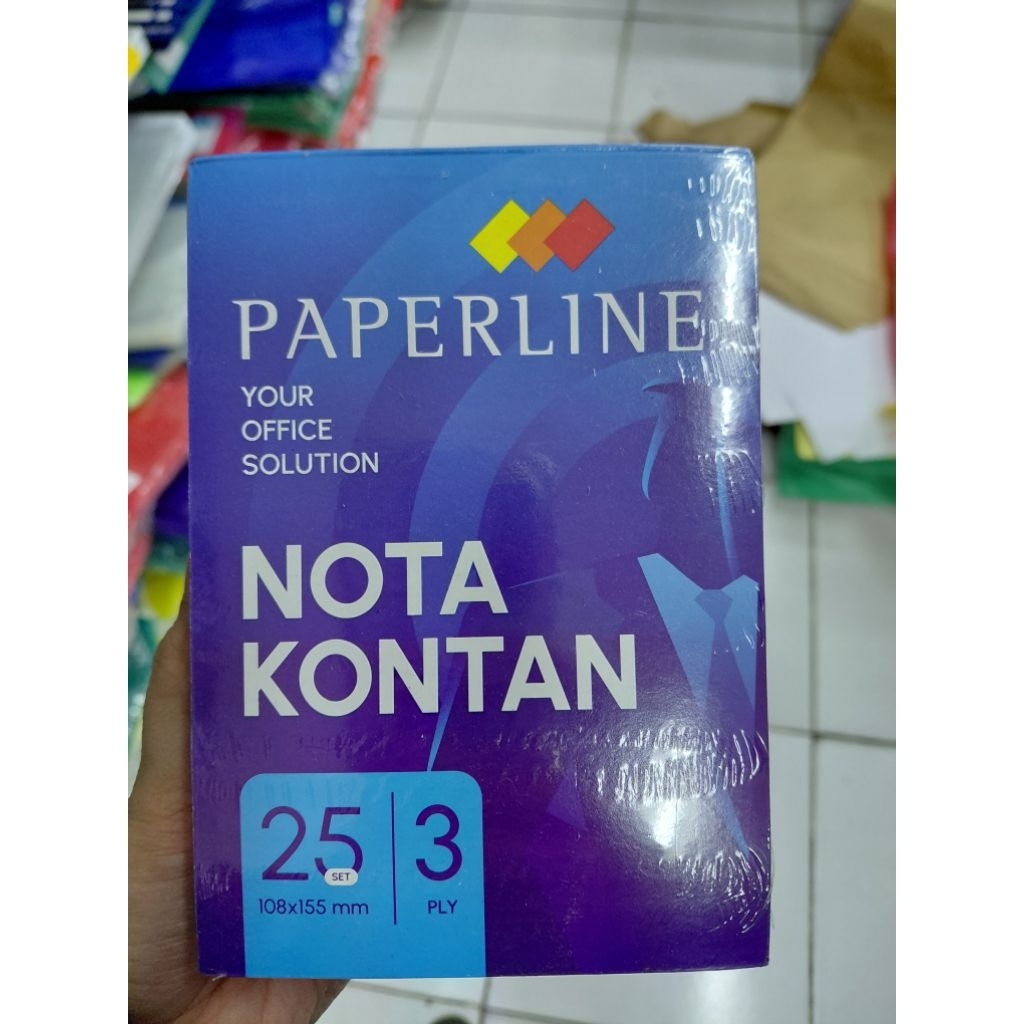 PAPERLINE
YOUR
OFFICE
SOLUTION
NOTA
KONTAN
25 SET
108x155 mm
3
PLY